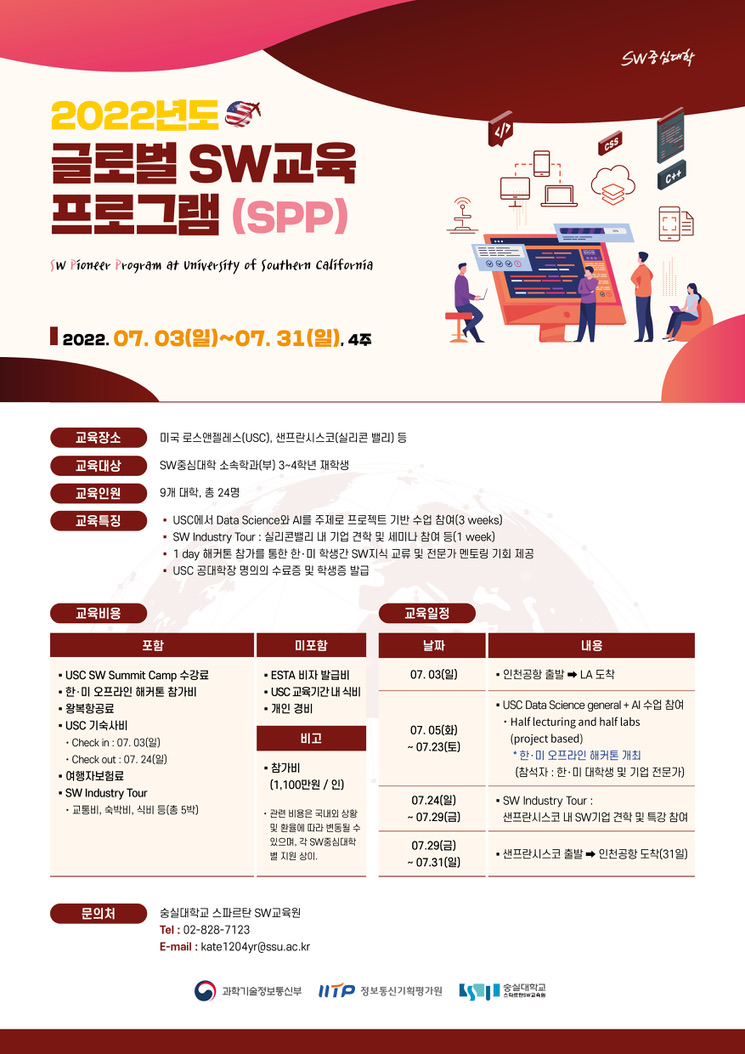 SW중심대학
2022년도
글로벌 SW교육
프로그램 (SPP)
SW Pioneer Program at University of Southern California
2022. 07. 03(일)~07. 31(일), 4주
</>
CSS
C++
교육장소
미국 로스앤젤레스(USC), 샌프란시스코(실리콘 밸리) 등
교육대상
SW중심대학 소속학과(부) 3~4학년 재학생
교육인원
9개 대학, 총 24명
교육특징
▪ USC에서 Data Science와 AI를 주제로 프로젝트 기반 수업 참여(3 weeks)
▪ SW Industry Tour : 실리콘밸리 내 기업 견학 및 세미나 참여 등(1 week)
▪ 1 day 해커톤 참가를 통한 한·미 학생간 SW지식 교류 및 전문가 멘토링 기회 제공
▪ USC 공대학장 명의의 수료증 및 학생증 발급
교육비용
포함
▪ USC SW Summit Camp 수강료
▪ 한·미 오프라인 해커톤 참가비
▪ 왕복항공료
▪ USC 기숙사비
· Check in : 07. 03(일)
· Check out : 07. 24(일)
▪ 여행자보험료
▪ SW Industry Tour
· 교통비, 숙박비, 식비 등(총 5박)
미포함
▪ ESTA 비자 발급비
▪ USC 교육기간 내 식비
▪ 개인 경비
비고
▪ 참가비
(1,100만원 / 인)
· 관련 비용은 국내외 상황
및 환율에 따라 변동될 수
있으며, 각 SW중심대학
별 지원 상이.
교육일정
날짜
내용
07. 03(일)
▪ 인천공항 출발 ➡ LA 도착
07. 05(화)
~ 07.23(토)
▪ USC Data Science general + AI 수업 참여
· Half lecturing and half labs
(project based)
* 한·미 오프라인 해커톤 개최
(참석자 : 한·미 대학생 및 기업 전문가)
07.24(일)
~ 07.29(금)
▪ SW Industry Tour :
샌프란시스코 내 SW기업 견학 및 특강 참여
07.29(금)
~ 07.31(일)
▪ 샌프란시스코 출발 ➡ 인천공항 도착(31일)
문의처
숭실대학교 스파르탄 SW교육원
Tel : 02-828-7123
E-mail : kate1204yr@ssu.ac.kr
과학기술정보통신부
IITP 정보통신기획평가원
숭실대학교
스파르탄SW교육원